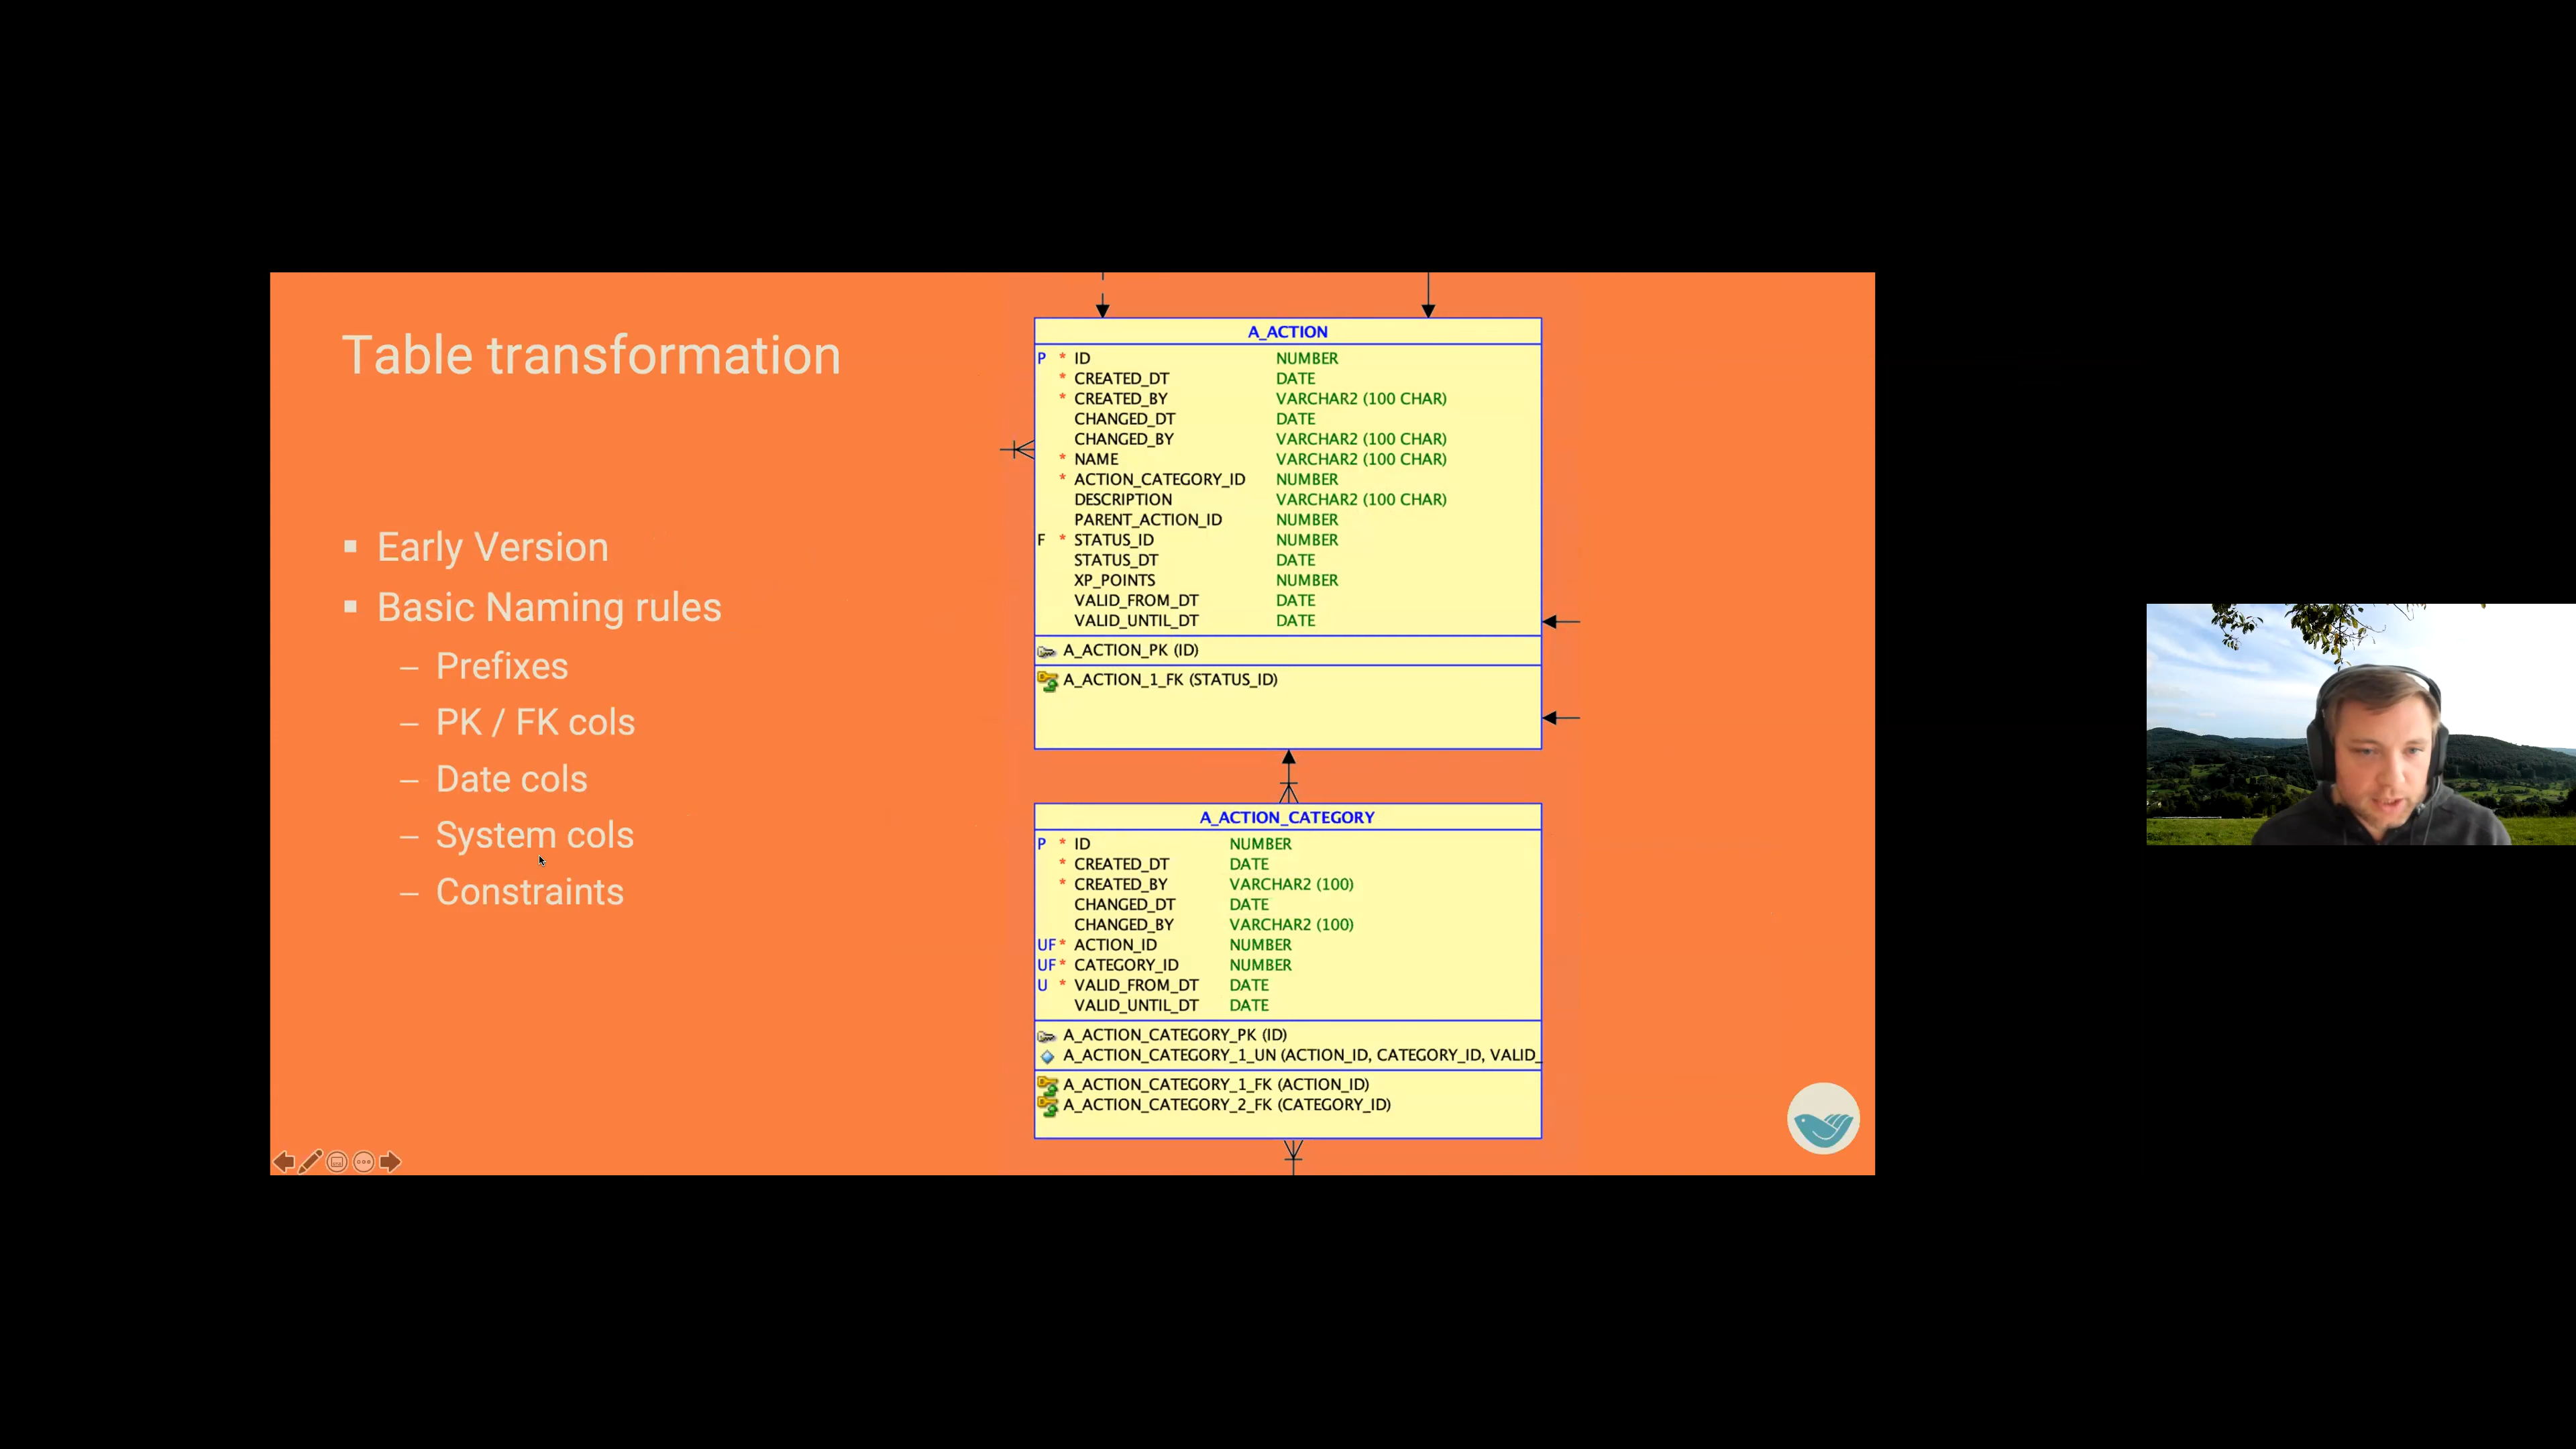 Table transformation
Early Version
Basic Naming rules
– Prefixes
– PK / FK cols
– Date cols
– System cols
– Constraints
A_ACTION
P * ID NUMBER
* CREATED_DT DATE
* CREATED_BY VARCHAR2 (100 CHAR)
CHANGED_DT DATE
CHANGED_BY VARCHAR2 (100 CHAR)
* NAME VARCHAR2 (100 CHAR)
* ACTION_CATEGORY_ID NUMBER
DESCRIPTION VARCHAR2 (100 CHAR)
PARENT_ACTION_ID NUMBER
F * STATUS_ID NUMBER
STATUS_DT DATE
XP_POINTS NUMBER
VALID_FROM_DT DATE
VALID_UNTIL_DT DATE
A_ACTION_PK (ID)
A_ACTION_1_FK (STATUS_ID)
A_ACTION_CATEGORY
P * ID NUMBER
* CREATED_DT DATE
* CREATED_BY VARCHAR2 (100)
CHANGED_DT DATE
CHANGED_BY VARCHAR2 (100)
UF * ACTION_ID NUMBER
UF * CATEGORY_ID NUMBER
U * VALID_FROM_DT DATE
VALID_UNTIL_DT DATE
A_ACTION_CATEGORY_PK (ID)
A_ACTION_CATEGORY_1_UN (ACTION_ID, CATEGORY_ID, VALID_
A_ACTION_CATEGORY_1_FK (ACTION_ID)
A_ACTION_CATEGORY_2_FK (CATEGORY_ID)